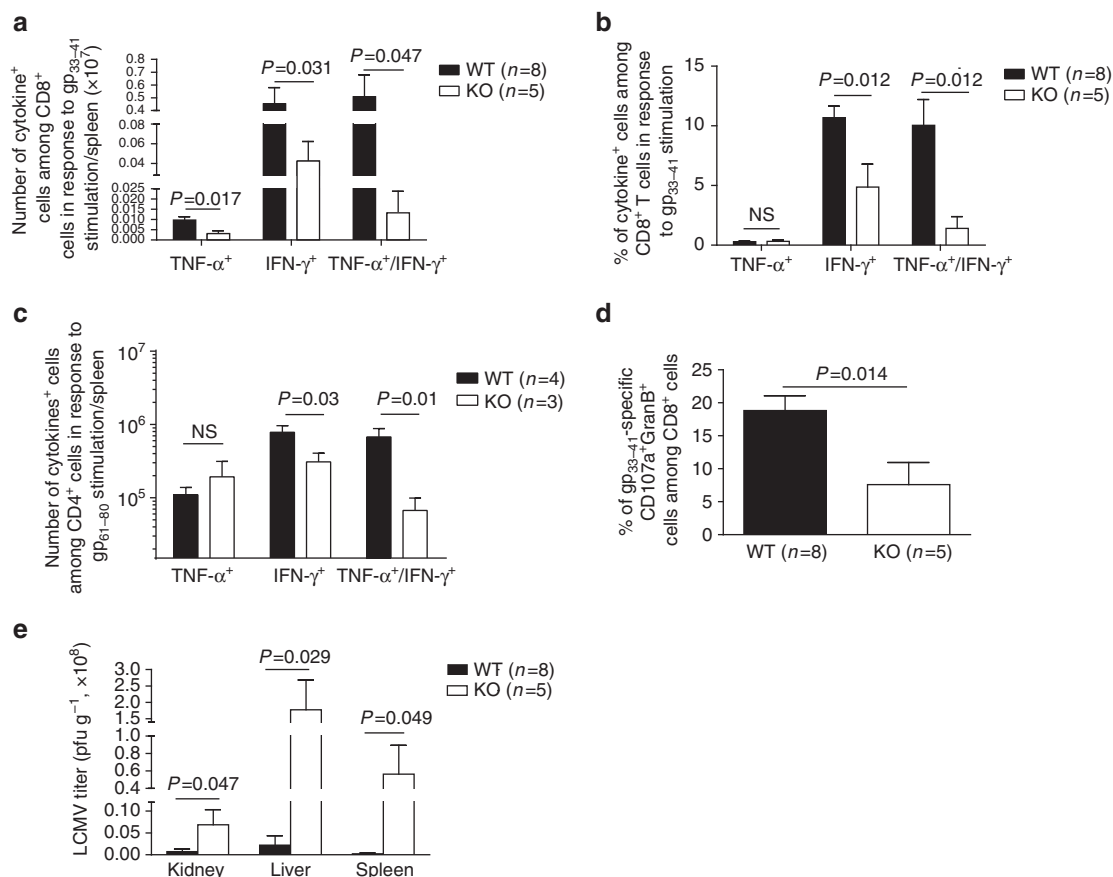 a
Number of cytokine⁺
cells among CD8⁺
cells in response to gp₃₃₋₄₁
stimulation/spleen (×10⁷)
0.8
0.7
0.6
0.5
0.4
0.08
0.06
0.04
0.025
0.020
0.015
0.010
0.005
0.000
P=0.017
P=0.031
P=0.047
WT (n=8)
KO (n=5)
TNF-α⁺
IFN-γ⁺
TNF-α⁺/IFN-γ⁺
b
% of cytokine⁺ cells among
CD8⁺ T cells in response
to gp₃₃₋₄₁ stimulation
15
10
5
0
NS
P=0.012
P=0.012
WT (n=8)
KO (n=5)
TNF-α⁺
IFN-γ⁺
TNF-α⁺/IFN-γ⁺
c
Number of cytokines⁺ cells
among CD4⁺ cells in response to
gp₆₁₋₈₀ stimulation/spleen
10⁷
10⁶
10⁵
NS
P=0.03
P=0.01
WT (n=4)
KO (n=3)
TNF-α⁺
IFN-γ⁺
TNF-α⁺/IFN-γ⁺
d
% of gp₃₃₋₄₁-specific
CD107a⁺GranB⁺
cells among CD8⁺ cells
25
20
15
10
5
0
P=0.014
WT (n=8)
KO (n=5)
e
LCMV titer (pfu g⁻¹, ×10⁸)
3.0
2.5
2.0
1.5
1.0
0.8
0.6
0.4
0.10
0.05
0.00
P=0.047
P=0.029
P=0.049
WT (n=8)
KO (n=5)
Kidney
Liver
Spleen